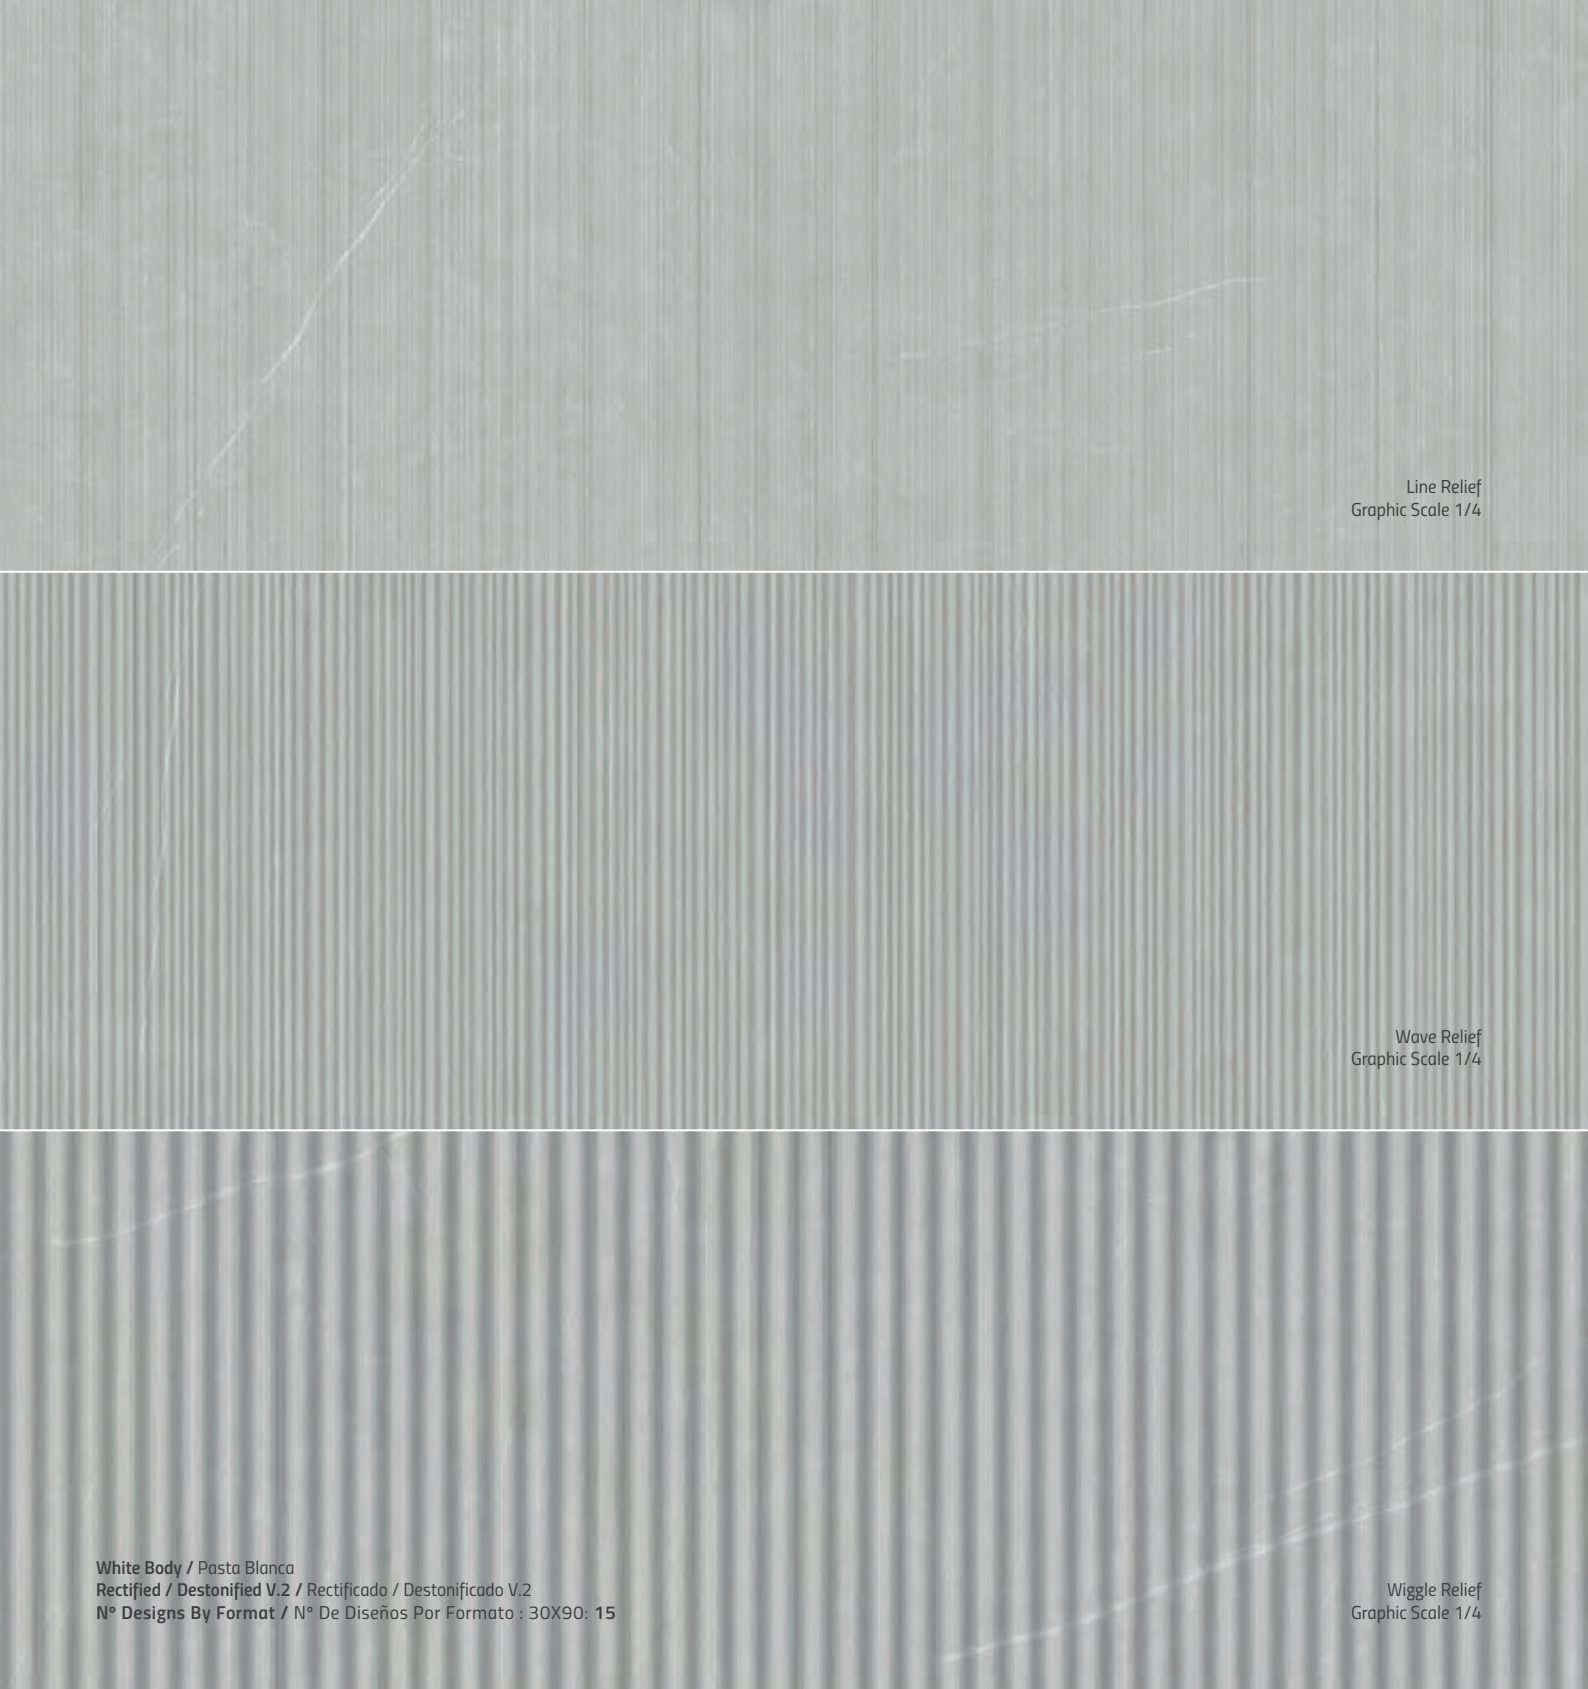 Line Relief
Graphic Scale 1/4
Wave Relief
Graphic Scale 1/4
White Body / Pasta Blanca
Rectified / Destonified V.2 / Rectificado / Destonificado V.2
Nº Designs By Format / Nº De Diseños Por Formato : 30X90: 15
Wiggle Relief
Graphic Scale 1/4